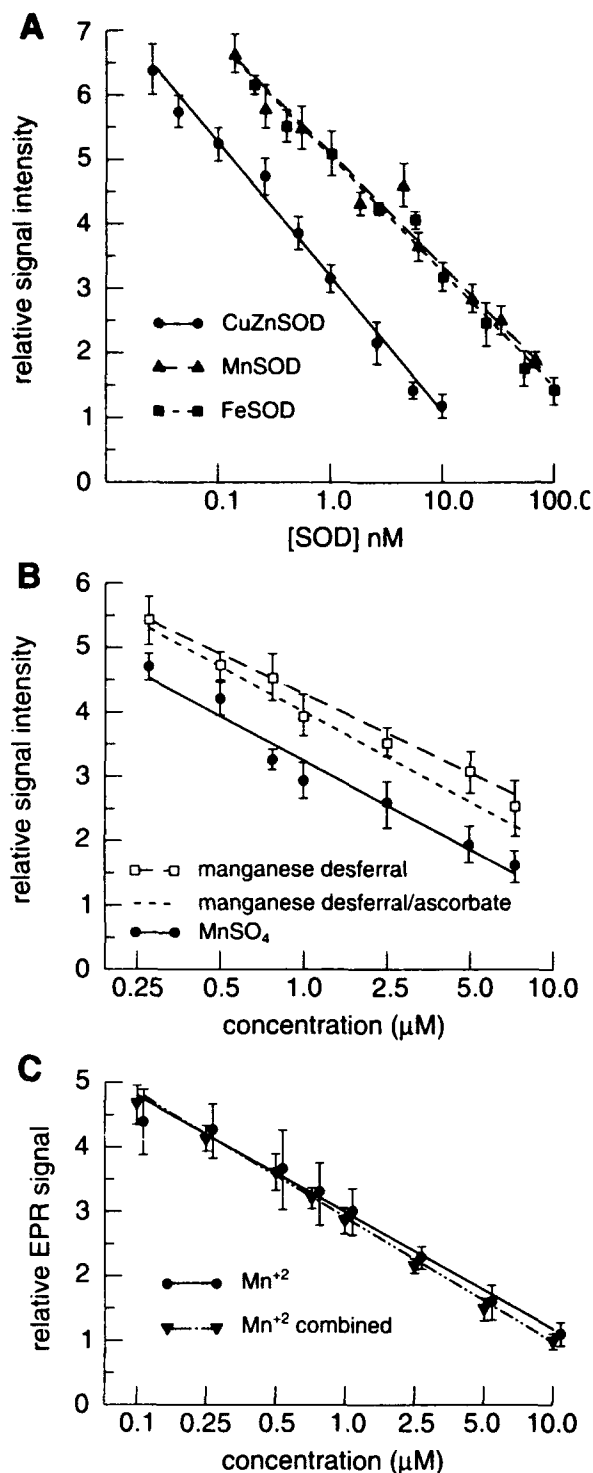 A
7
6
5
4
3
2
1
0
relative signal intensity
CuZnSOD
MnSOD
FeSOD
0.1 1.0 10.0 100.0
[SOD] nM
B
6
5
4
3
2
1
0
relative signal intensity
manganese desferral
manganese desferral/ascorbate
MnSO₄
0.25 0.5 1.0 2.5 5.0 10.0
concentration (μM)
C
5
4
3
2
1
0
relative EPR signal
Mn⁺²
Mn⁺² combined
0.1 0.25 0.5 1.0 2.5 5.0 10.0
concentration (μM)